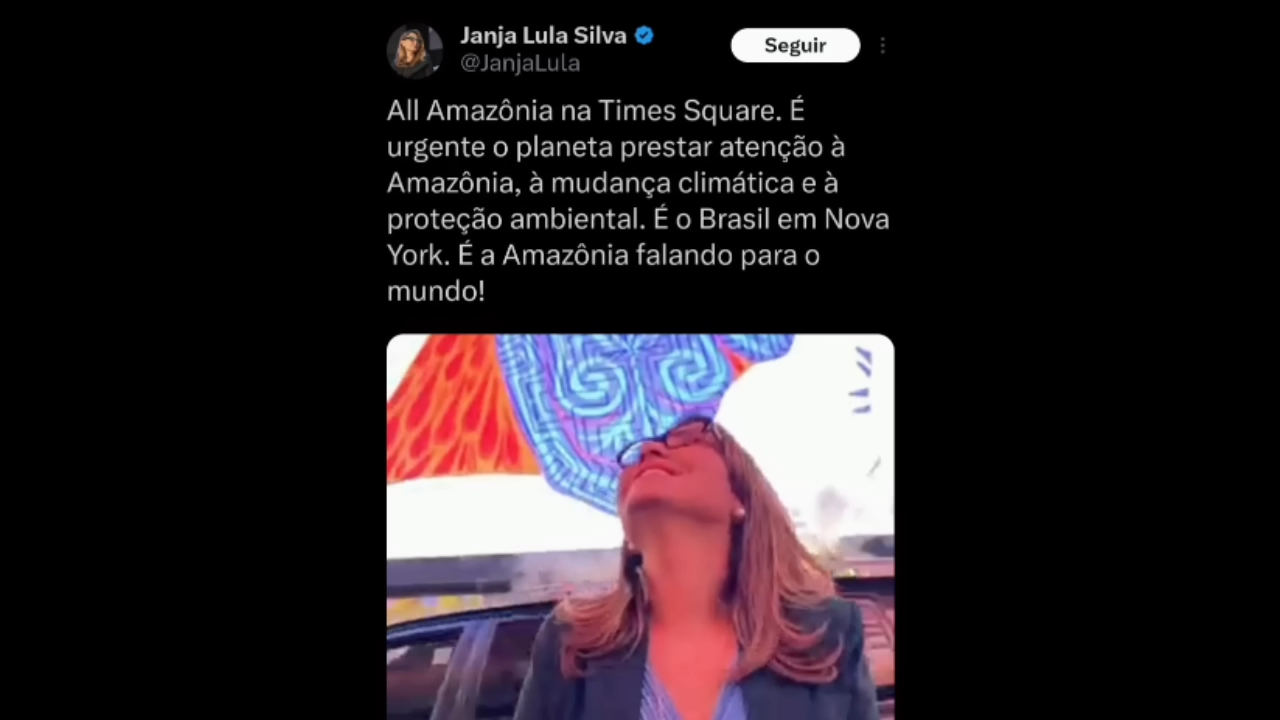 Janja Lula Silva
Seguir
@JanjaLula
All Amazônia na Times Square. É
urgente o planeta prestar atenção à
Amazônia, à mudança climática e à
proteção ambiental. É o Brasil em Nova
York. É a Amazônia falando para o
mundo!